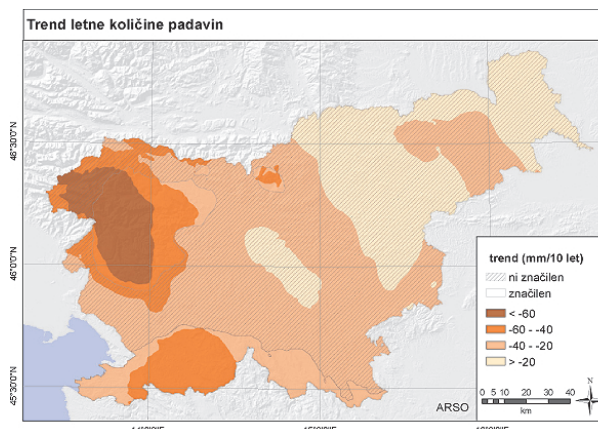 Trend letne količine padavin
46°30'0"N
46°0'0"N
45°30'0"N
trend (mm/10 let)
ni značilen
značilen
< -60
-60 - -40
-40 - -20
> -20
ARSO
0 5 10 20 30 40
km
N